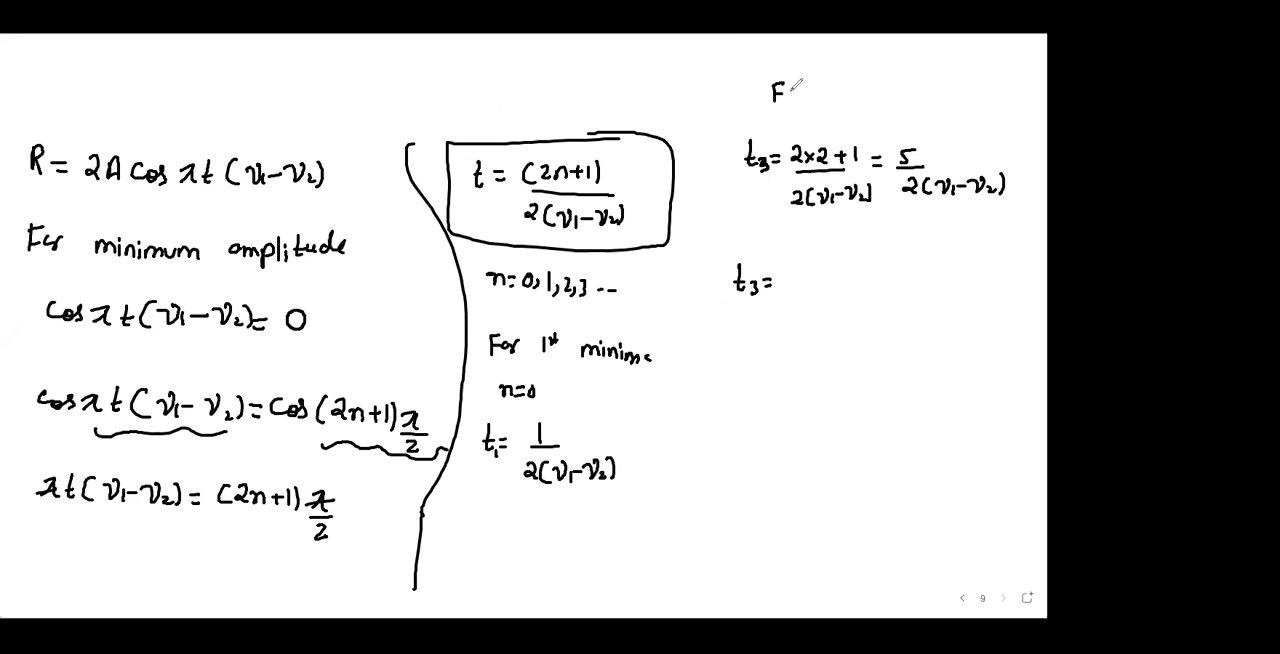 R = 2A cos πt (ν₁-ν₂)
For minimum amplitude
cos πt(ν₁-ν₂) = 0
cos πt(ν₁-ν₂) = cos (2n+1) π/2
πt(ν₁-ν₂) = (2n+1) π/2
t = (2n+1)/2(ν₁-ν₂)
n=0,1,2,3 --
For 1st minima
n=0
t₁ = 1/2(ν₁-ν₂)
F
t₃ = 2×2+1/2(ν₁-ν₂) = 5/2(ν₁-ν₂)
t₃ =
9